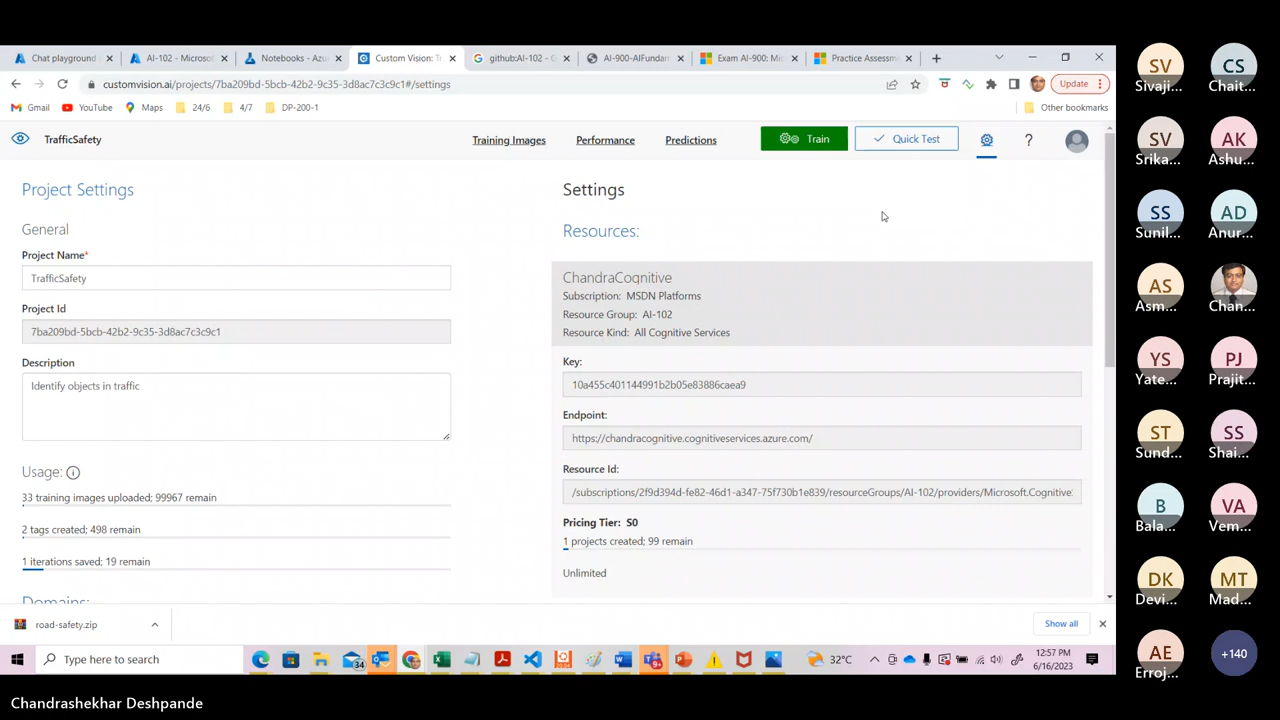 Chat playground
AI-102 - Microsof
Notebooks - Azu
Custom Vision: T
github:AI-102 - G
AI-900-AIFundam
Exam AI-900: Mic
Practice Assessm
customvision.ai/projects/7ba209bd-5bcb-42b2-9c35-3d8ac7c3c9c1#/settings
Update
Gmail
YouTube
Maps
24/6
4/7
DP-200-1
Other bookmarks
TrafficSafety
Training Images
Performance
Predictions
Train
Quick Test
?
Project Settings
General
Project Name*
TrafficSafety
Project Id
7ba209bd-5bcb-42b2-9c35-3d8ac7c3c9c1
Description
Identify objects in traffic
Usage:
33 training images uploaded; 99967 remain
2 tags created; 498 remain
1 iterations saved; 19 remain
Domains:
Settings
Resources:
ChandraCognitive
Subscription: MSDN Platforms
Resource Group: AI-102
Resource Kind: All Cognitive Services
Key:
10a455c401144991b2b05e83886caea9
Endpoint:
https://chandracognitive.cognitiveservices.azure.com/
Resource Id:
/subscriptions/2f9d394d-fe82-46d1-a347-75f730b1e839/resourceGroups/AI-102/providers/Microsoft.Cognitive
Pricing Tier: S0
1 projects created; 99 remain
Unlimited
road-safety.zip
Show all
Type here to search
34
32°C
12:57 PM
6/16/2023
SV
Sivaji...
CS
Chait...
SV
Srika...
AK
Ashu...
SS
Sunil...
AD
Anur...
AS
Asm...
Chan...
YS
Yate...
PJ
Prajit...
ST
Sund...
SS
Shai...
B
Bala...
VA
Vem...
DK
Devi...
MT
Mad...
AE
Erroj...
+140
Chandrashekhar Deshpande